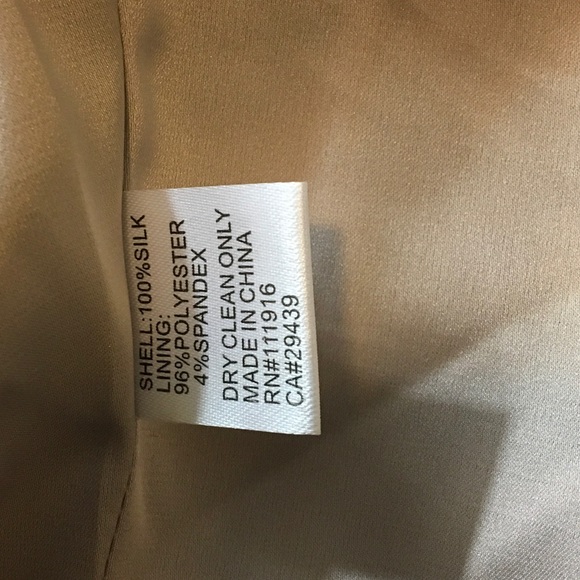 SHELL:100%SILK
LINING:
96%POLYESTER
4%SPANDEX
DRY CLEAN ONLY
MADE IN CHINA
RN#111916
CA#29439